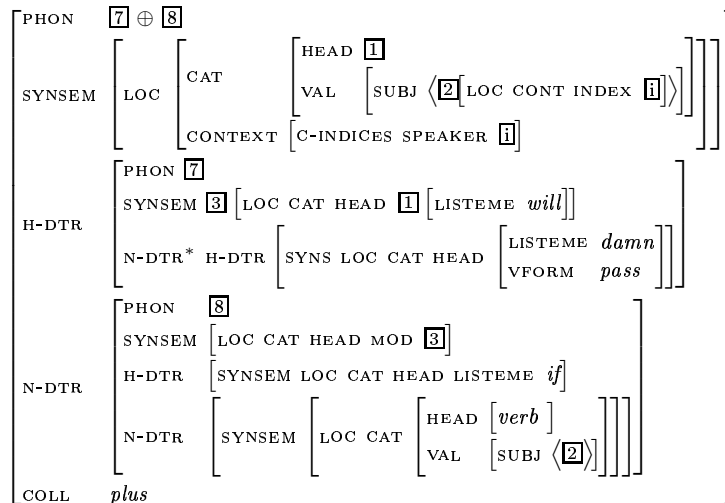 PHON 7 ⊕ 8
HEAD 1
CAT
VAL SUBJ ⟨ 2 [LOC CONT INDEX i] ⟩
SYNSEM LOC
CONTEXT [C-INDICES SPEAKER i]
PHON 7
SYNSEM 3 [LOC CAT HEAD 1 [LISTEME will]]
H-DTR
LISTEME damn
N-DTR* H-DTR [SYNS LOC CAT HEAD
VFORM pass
PHON 8
SYNSEM [LOC CAT HEAD MOD 3]
H-DTR [SYNSEM LOC CAT HEAD LISTEME if]
N-DTR
HEAD [verb ]
N-DTR [SYNSEM [LOC CAT
VAL [SUBJ ⟨ 2 ⟩]
COLL plus